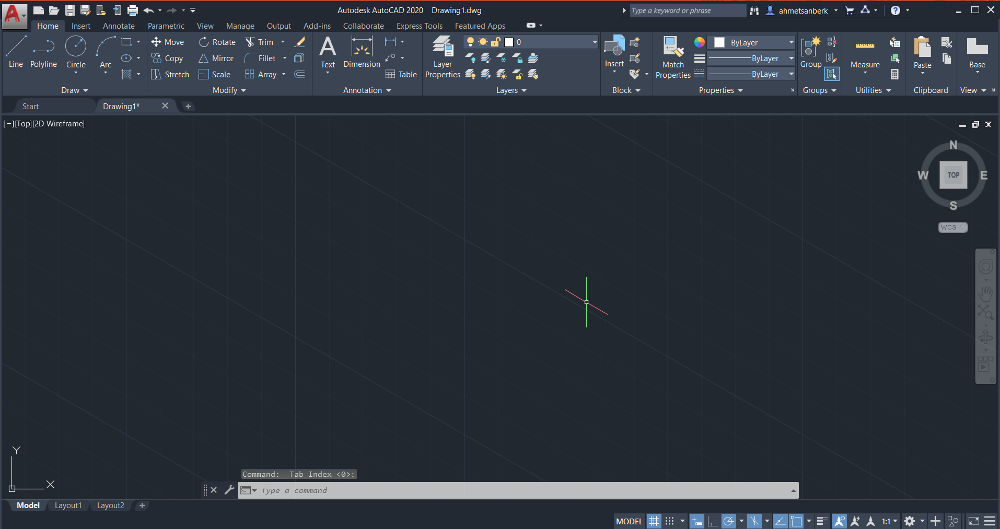 Autodesk AutoCAD 2020 Drawing1.dwg
Type a keyword or phrase
ahmetsanberk
Home Insert Annotate Parametric View Manage Output Add-ins Collaborate Express Tools Featured Apps
Line Polyline Circle Arc
Draw
Move Rotate Trim
Copy Mirror Fillet
Stretch Scale Array
Modify
Text Dimension
Table
Annotation
Layer
Properties
0
Layers
Insert
Block
Match
Properties
ByLayer
ByLayer
ByLayer
Properties
Group
Groups
Measure
Utilities
Paste
Clipboard
Base
View
Start Drawing1*
[−][Top][2D Wireframe]
N
W TOP E
S
WCS
Y
X
Command: Tab Index <0>:
Type a command
Model Layout1 Layout2
MODEL 1:1